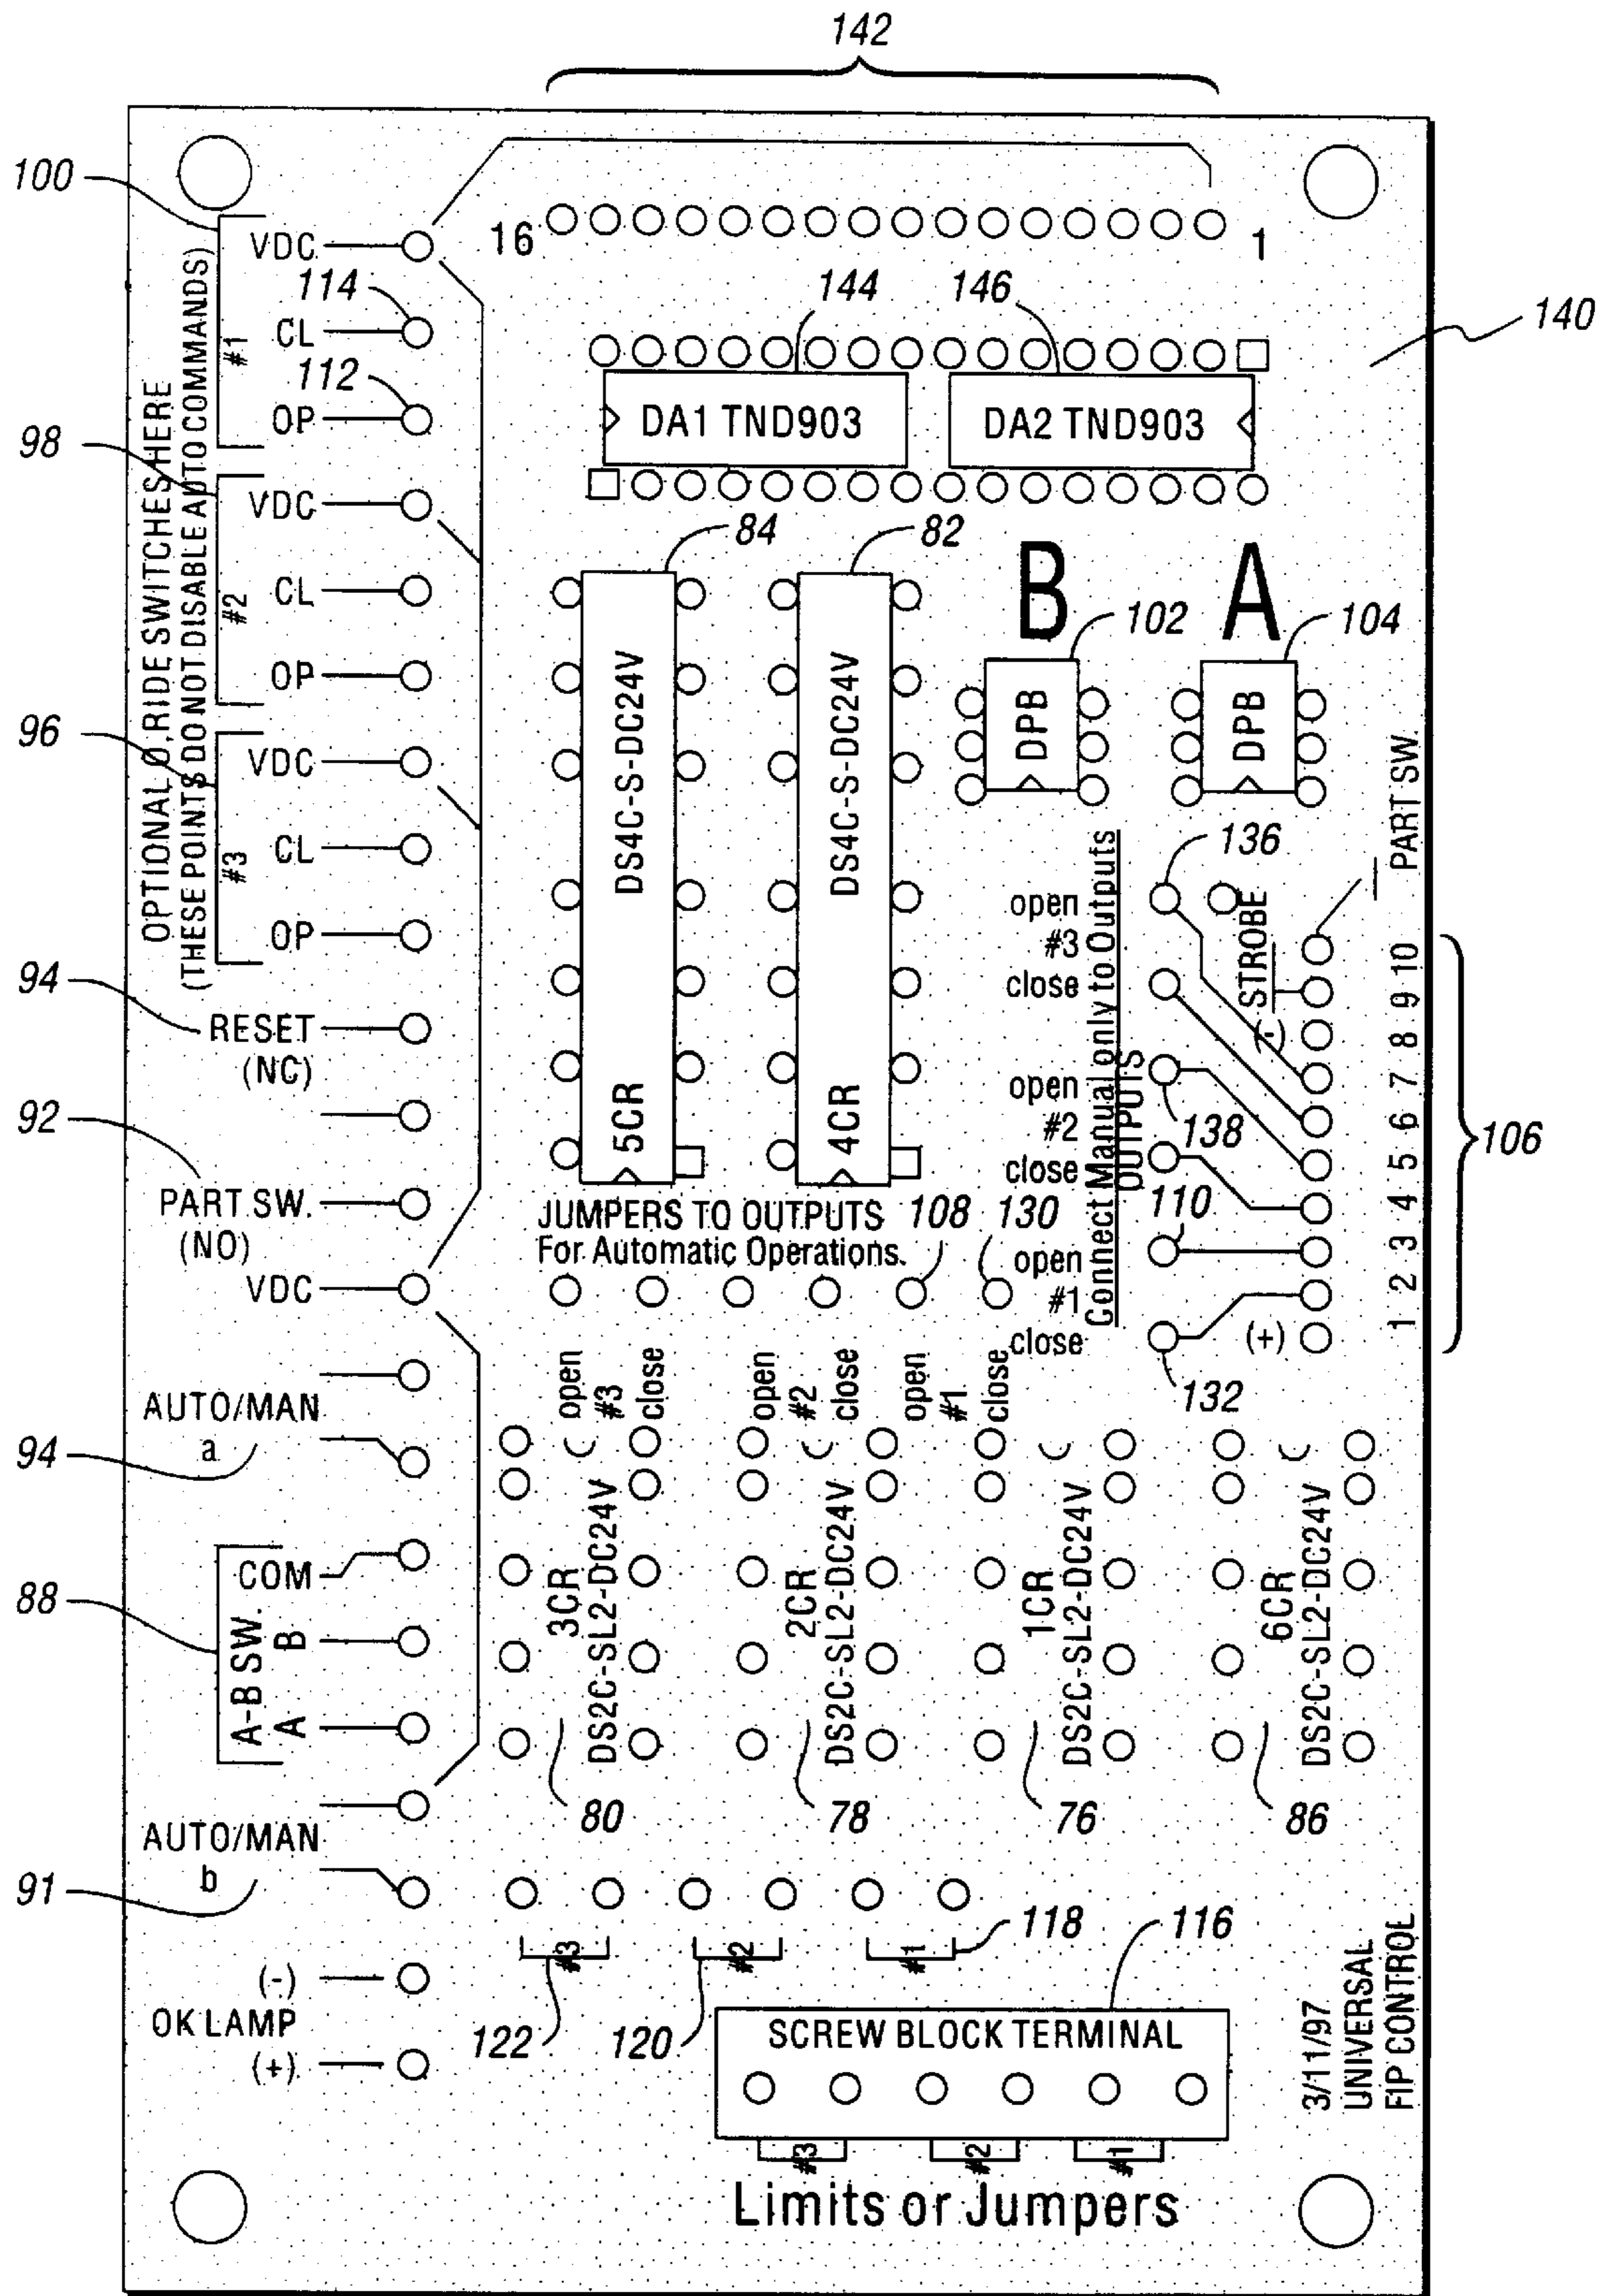 142
100
VDC
16
1
114
CL
144
146
140
#1
112
OP
DA1 TND903
DA2 TND903
OPTIONAL O,RIDE SWITCHES HERE
(THESE POINTS DO NOT DISABLE AUTO COMMANDS)
98
VDC
84
82
B
A
#2
CL
102
104
OP
DS4C-S-DC24V
DS4C-S-DC24V
DPB
DPB
96
VDC
PART SW.
#3
CL
136
OP
open
#3
close
Connect Manual only to Outputs
OUTPUTS
STROBE
(-)
94
RESET
(NC)
5CR
4CR
open
#2
close
138
1 2 3 4 5 6 7 8 9 10
106
92
PART SW.
(NO)
JUMPERS TO OUTPUTS
For Automatic Operations.
108
130
110
open
#1
close
(+)
VDC
132
open
#3
close
open
#2
close
open
#1
close
AUTO/MAN
a
94
88
A-B SW.
COM
B
A
3CR
DS2C-SL2-DC24V
2CR
DS2C-SL2-DC24V
1CR
DS2C-SL2-DC24V
6CR
DS2C-SL2-DC24V
80
78
76
86
AUTO/MAN
b
91
#3
#2
#1
118
116
(-)
OK LAMP
(+)
122
120
SCREW BLOCK TERMINAL
#3
#2
#1
Limits or Jumpers
3/11/97
UNIVERSAL
FIP CONTROL